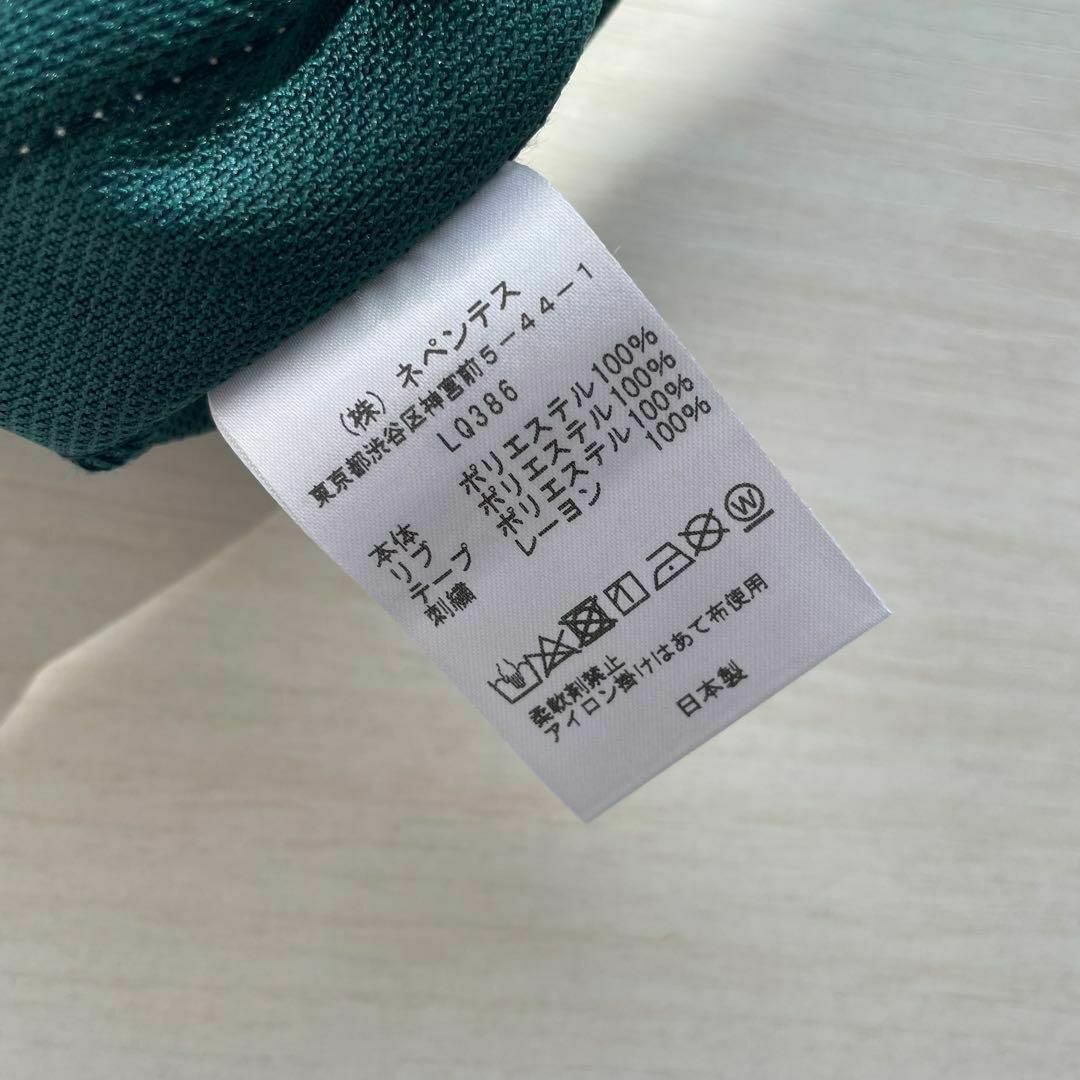 (株)ネペンテス
東京都渋谷区神宮前5-44-1
LQ386
本体 ポリエステル100%
リブ ポリエステル100%
テープ ポリエステル100%
刺繍 レーヨン 100%
W
柔軟剤禁止
アイロン掛けはあて布使用
日本製